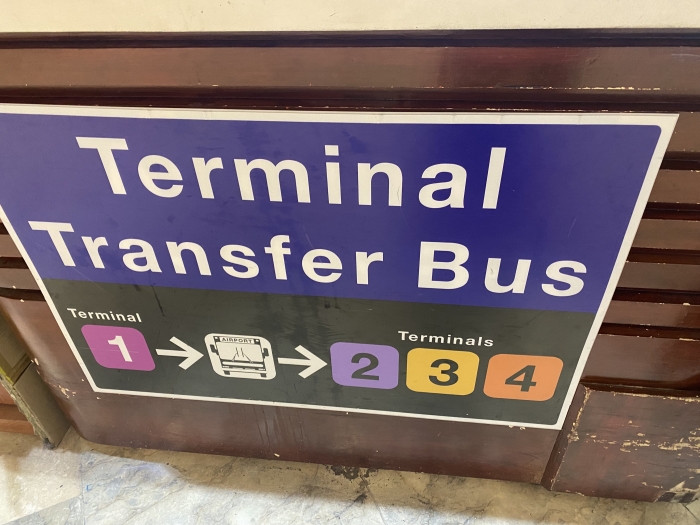 Terminal
Transfer Bus
Terminal
Terminals
1
AIRPORT
2 3 4